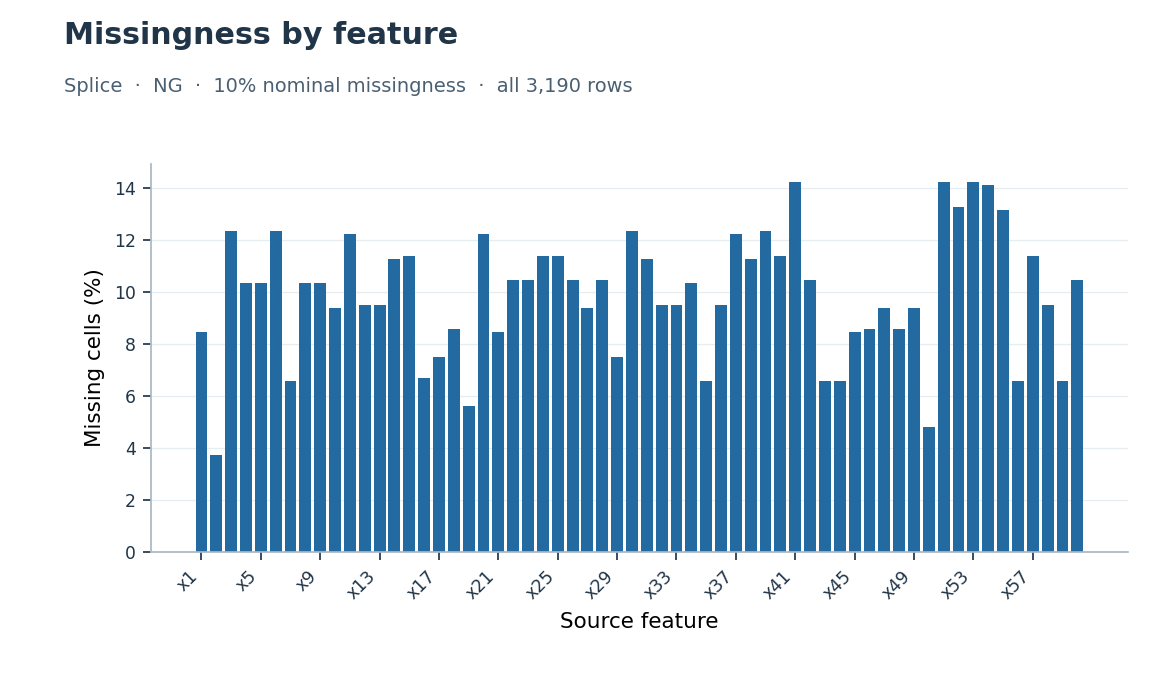 Missingness by feature
Splice · NG · 10% nominal missingness · all 3,190 rows
Missing cells (%)
14
12
10
8
6
4
2
0
x1 x5 x9 x13 x17 x21 x25 x29 x33 x37 x41 x45 x49 x53 x57
Source feature